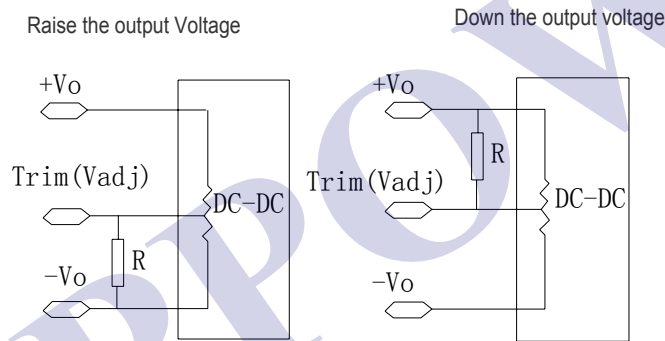 Raise the output Voltage
+Vo
Trim(Vadj)
DC-DC
R
-Vo
Down the output voltage
+Vo
R
Trim(Vadj)
DC-DC
-Vo